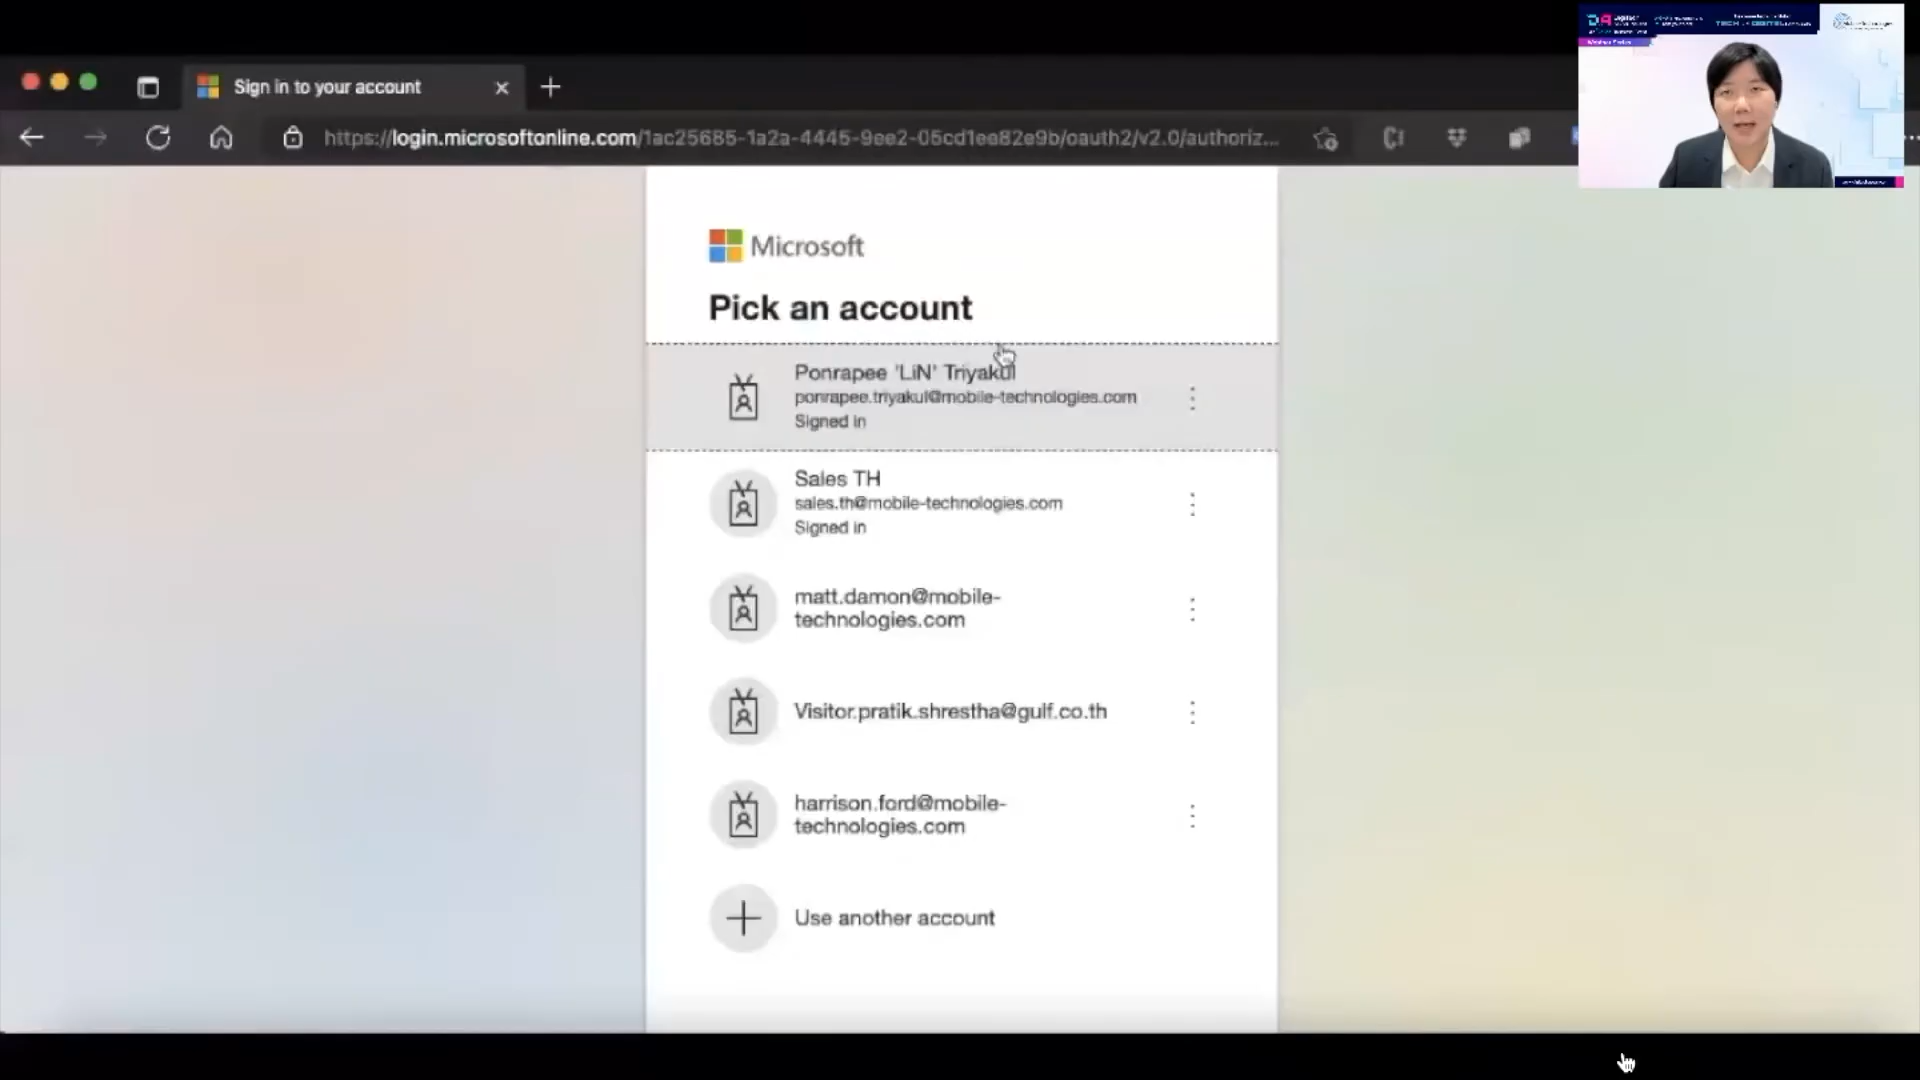 Sign in to your account
https://login.microsoftonline.com/1ac25685-1a2a-4445-9ee2-05cd1ee82e9b/oauth2/v2.0/authoriz...
Microsoft
Pick an account
Ponrapee 'LiN' Triyakul
ponrapee.triyakul@mobile-technologies.com
Signed in
Sales TH
sales.th@mobile-technologies.com
Signed in
matt.damon@mobile-
technologies.com
Visitor.pratik.shrestha@gulf.co.th
harrison.ford@mobile-
technologies.com
Use another account